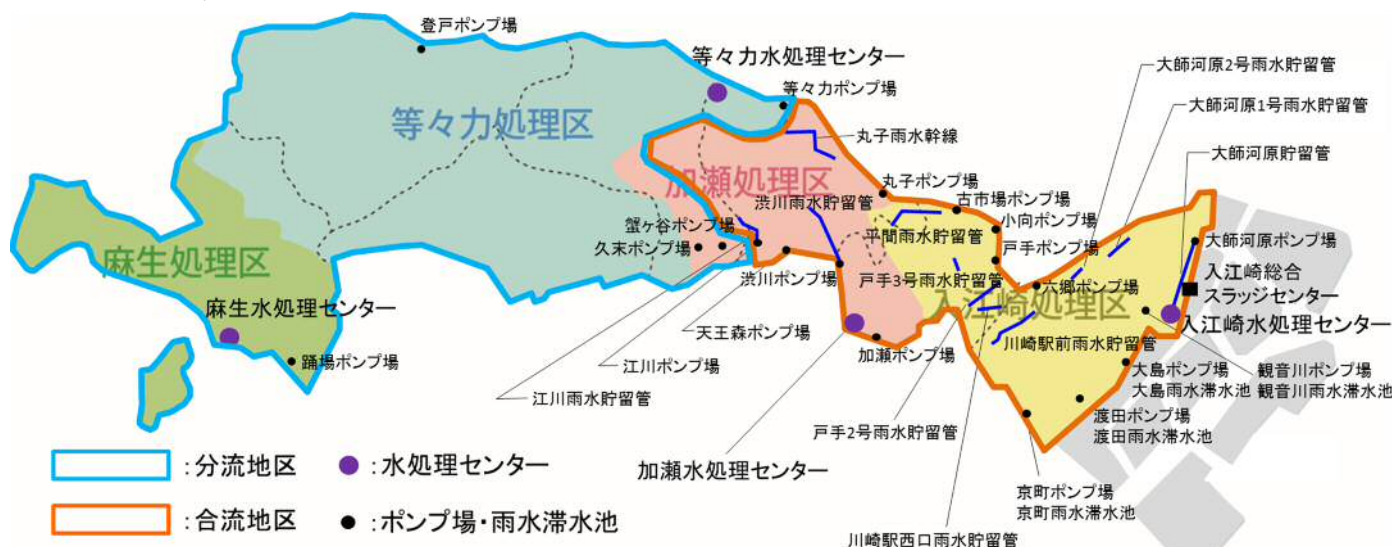 登戸ポンプ場
等々力水処理センター
等々力ポンプ場
大師河原2号雨水貯留管
大師河原1号雨水貯留管
丸子雨水幹線
大師河原貯留管
等々力処理区
加瀬処理区
丸子ポンプ場
古市場ポンプ場
渋川雨水貯留管
小向ポンプ場
蟹ヶ谷ポンプ場
平間雨水貯留管
戸手ポンプ場
大師河原ポンプ場
久末ポンプ場
麻生処理区
渋川ポンプ場
戸手3号雨水貯留管
六郷ポンプ場
入江崎総合
スラッジセンター
入江崎処理区
麻生水処理センター
天王森ポンプ場
入江崎水処理センター
加瀬ポンプ場
川崎駅前雨水貯留管
踊場ポンプ場
江川ポンプ場
大島ポンプ場
大島雨水滞水池
観音川ポンプ場
観音川雨水滞水池
江川雨水貯留管
戸手2号雨水貯留管
渡田ポンプ場
渡田雨水滞水池
加瀬水処理センター
:分流地区
:水処理センター
京町ポンプ場
京町雨水滞水池
:合流地区
:ポンプ場・雨水滞水池
川崎駅西口雨水貯留管